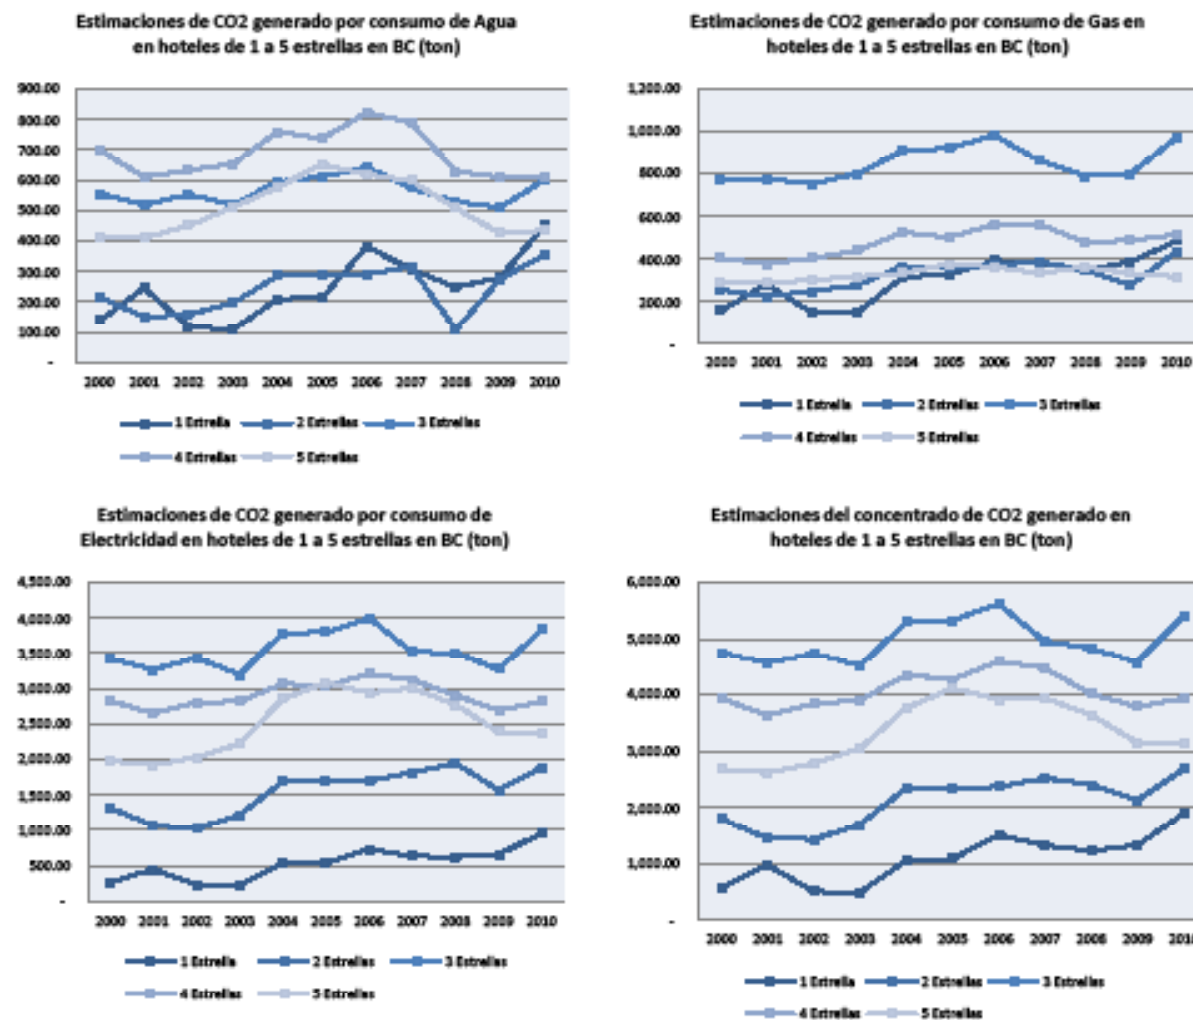 Estimaciones de CO2 generado por consumo de Agua
en hoteles de 1 a 5 estrellas en BC (ton)
900.00
800.00
700.00
600.00
500.00
400.00
300.00
200.00
100.00
-
2000 2001 2002 2003 2004 2005 2006 2007 2008 2009 2010
1 Estrella 2 Estrellas 3 Estrellas
4 Estrellas 5 Estrellas
Estimaciones de CO2 generado por consumo de Gas en
hoteles de 1 a 5 estrellas en BC (ton)
1,200.00
1,000.00
800.00
600.00
400.00
200.00
-
2000 2001 2002 2003 2004 2005 2006 2007 2008 2009 2010
1 Estrella 2 Estrellas 3 Estrellas
4 Estrellas 5 Estrellas
Estimaciones de CO2 generado por consumo de
Electricidad en hoteles de 1 a 5 estrellas en BC (ton)
4,500.00
4,000.00
3,500.00
3,000.00
2,500.00
2,000.00
1,500.00
1,000.00
500.00
-
2000 2001 2002 2003 2004 2005 2006 2007 2008 2009 2010
1 Estrella 2 Estrellas 3 Estrellas
4 Estrellas 5 Estrellas
Estimaciones del concentrado de CO2 generado en
hoteles de 1 a 5 estrellas en BC (ton)
6,000.00
5,000.00
4,000.00
3,000.00
2,000.00
1,000.00
-
2000 2001 2002 2003 2004 2005 2006 2007 2008 2009 2010
1 Estrella 2 Estrellas 3 Estrellas
4 Estrellas 5 Estrellas